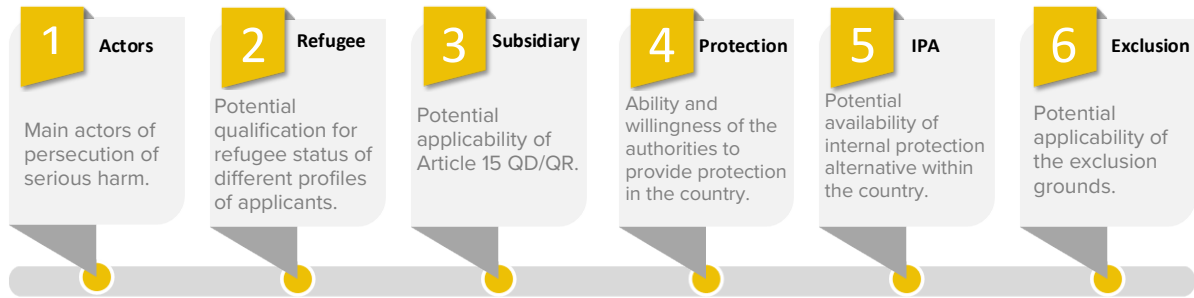 1 Actors
Main actors of
persecution of
serious harm.
2 Refugee
Potential
qualification for
refugee status of
different profiles
of applicants.
3 Subsidiary
Potential
applicability of
Article 15 QD/QR.
4 Protection
Ability and
willingness of the
authorities to
provide protection
in the country.
5 IPA
Potential
availability of
internal protection
alternative within
the country.
6 Exclusion
Potential
applicability of
the exclusion
grounds.